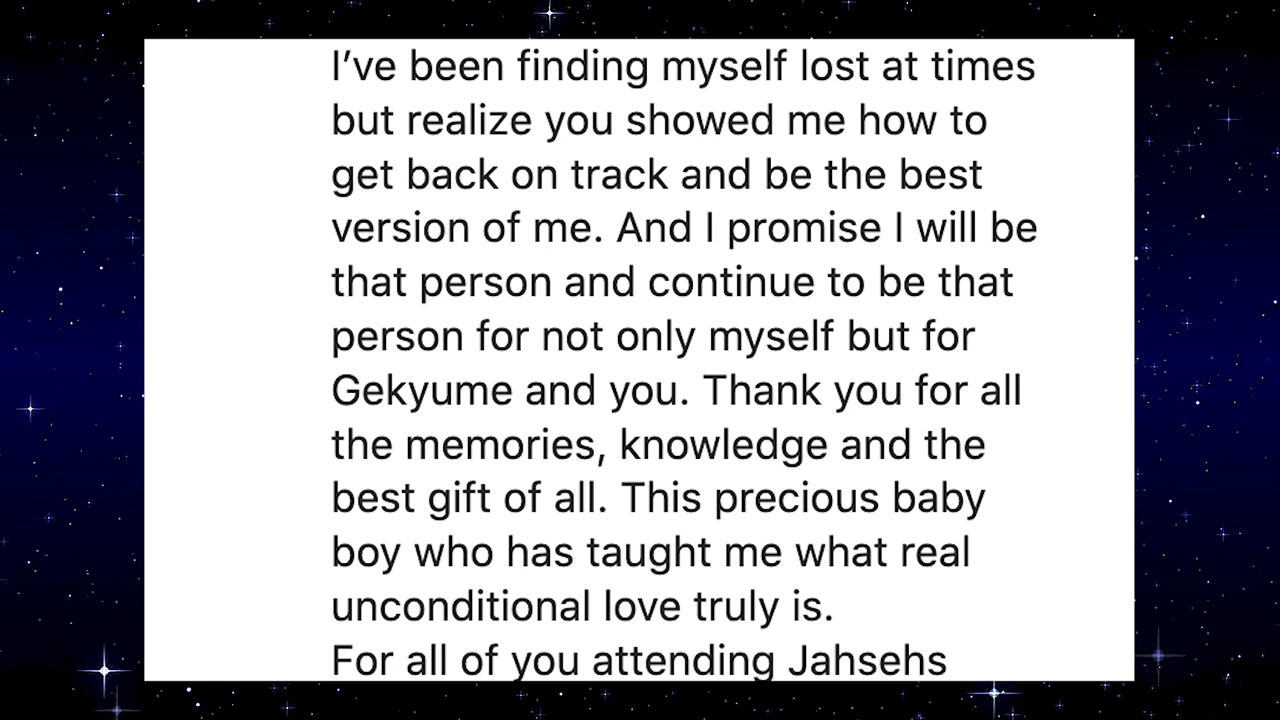 I’ve been finding myself lost at times
but realize you showed me how to
get back on track and be the best
version of me. And I promise I will be
that person and continue to be that
person for not only myself but for
Gekyume and you. Thank you for all
the memories, knowledge and the
best gift of all. This precious baby
boy who has taught me what real
unconditional love truly is.
For all of you attending Jahsehs